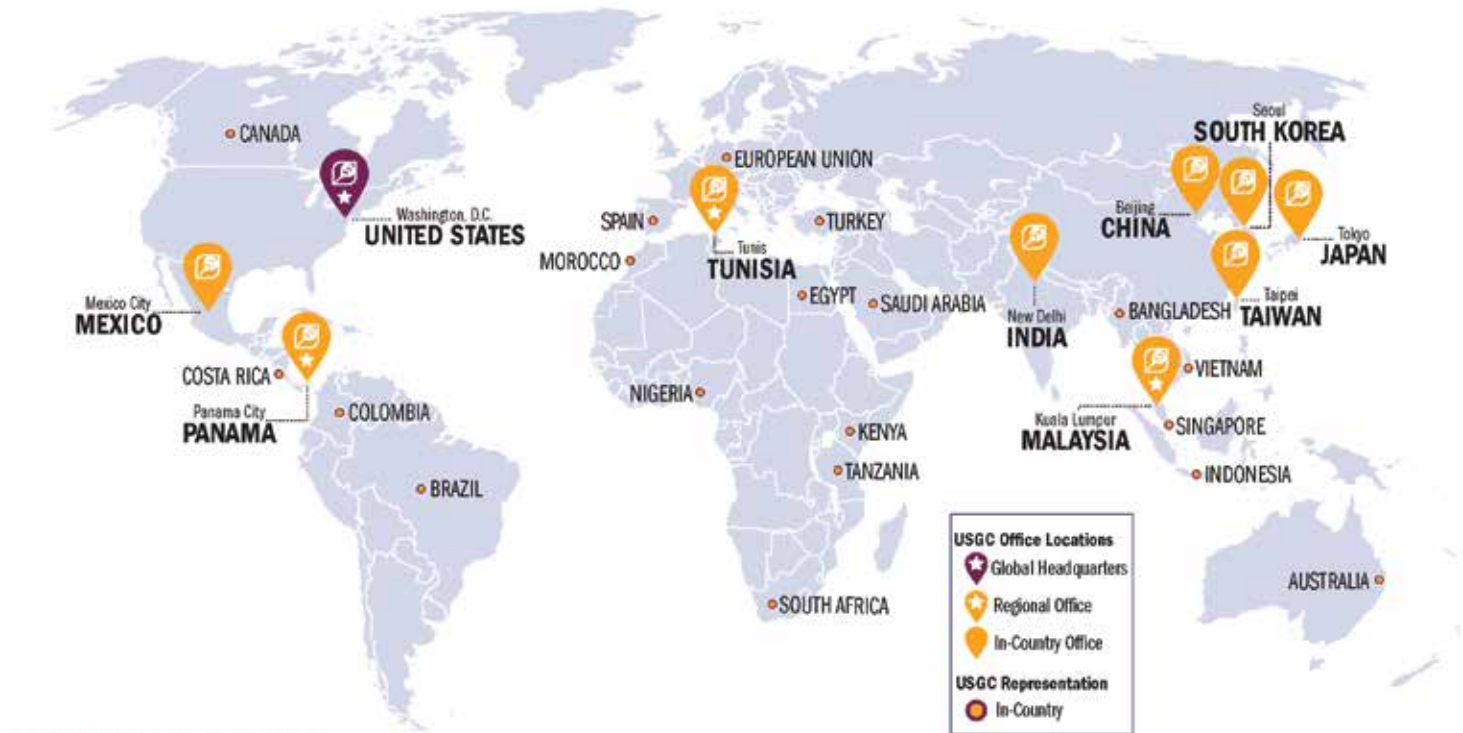 CANADA
Washington, D.C.
UNITED STATES
Mexico City
MEXICO
COSTA RICA
Panama City
PANAMA
COLOMBIA
BRAZIL
EUROPEAN UNION
SPAIN
TURKEY
MOROCCO
Tunis
TUNISIA
EGYPT
SAUDI ARABIA
NIGERIA
KENYA
TANZANIA
SOUTH AFRICA
Seoul
SOUTH KOREA
Beijing
CHINA
Tokyo
JAPAN
New Delhi
INDIA
BANGLADESH
Taipei
TAIWAN
VIETNAM
Kuala Lumpur
MALAYSIA
SINGAPORE
INDONESIA
AUSTRALIA
USGC Office Locations
Global Headquarters
Regional Office
In-Country Office
USGC Representation
In-Country